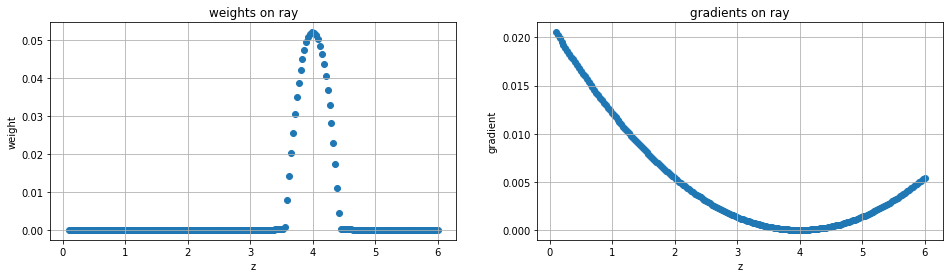 weights on ray
weight
0.05
0.04
0.03
0.02
0.01
0.00
0 1 2 3 4 5 6
z
gradients on ray
gradient
0.020
0.015
0.010
0.005
0.000
0 1 2 3 4 5 6
z